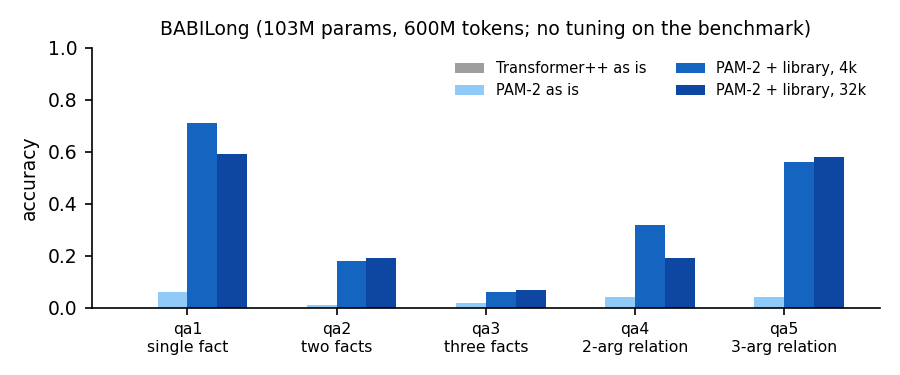 BABILong (103M params, 600M tokens; no tuning on the benchmark)
Transformer++ as is
PAM-2 as is
PAM-2 + library, 4k
PAM-2 + library, 32k
accuracy
1.0
0.8
0.6
0.4
0.2
0.0
qa1
single fact
qa2
two facts
qa3
three facts
qa4
2-arg relation
qa5
3-arg relation